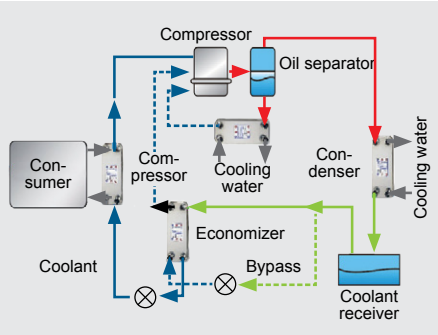 Compressor
Oil separator
Con-
sumer
Com-
pressor
Cooling
water
Con-
denser
Cooling water
Economizer
Coolant
Bypass
Coolant
receiver